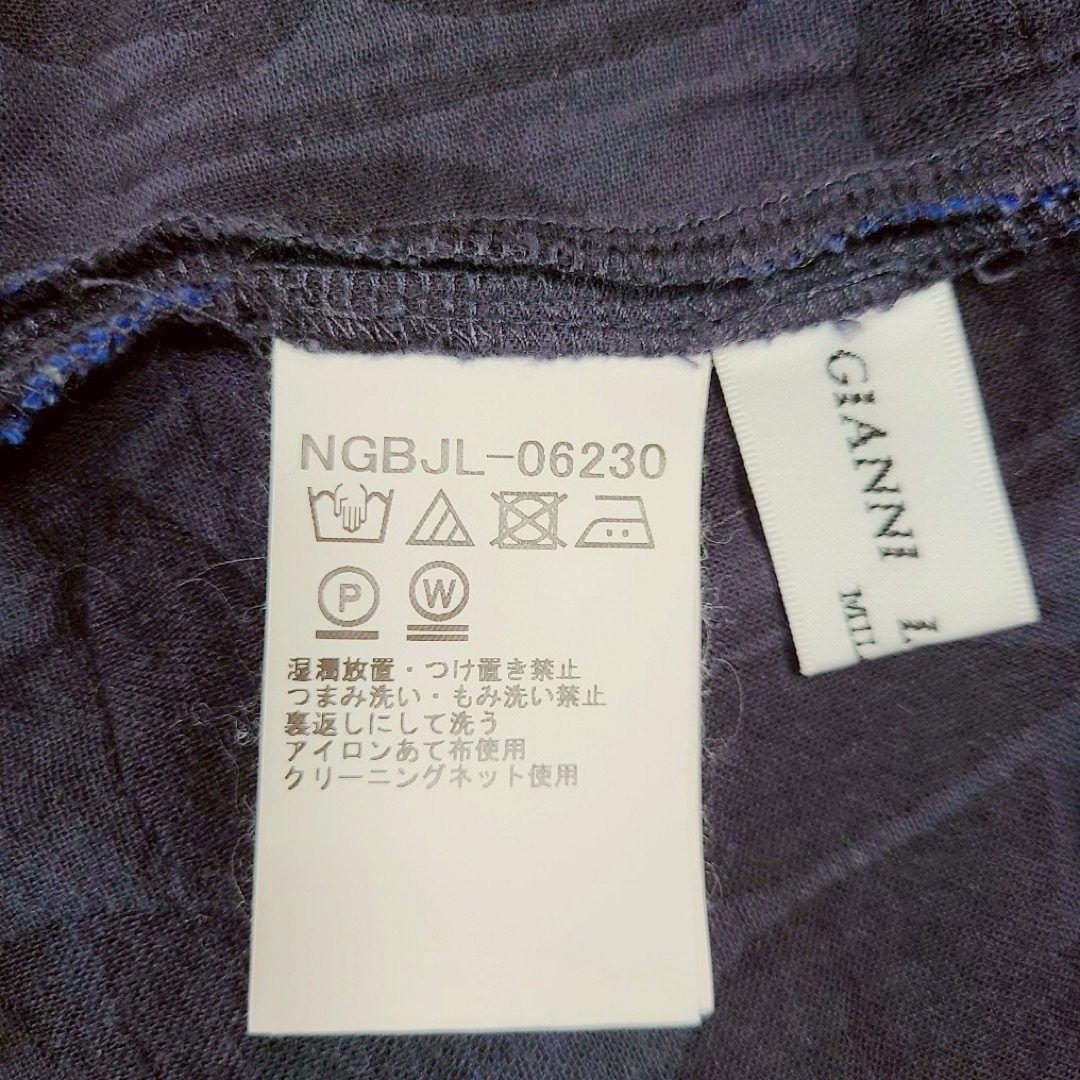 NGBJL-06230
P W
湿潤放置・つけ置き禁止
つまみ洗い・もみ洗い禁止
裏返しにして洗う
アイロンあて布使用
クリーニングネット使用
GIANNI